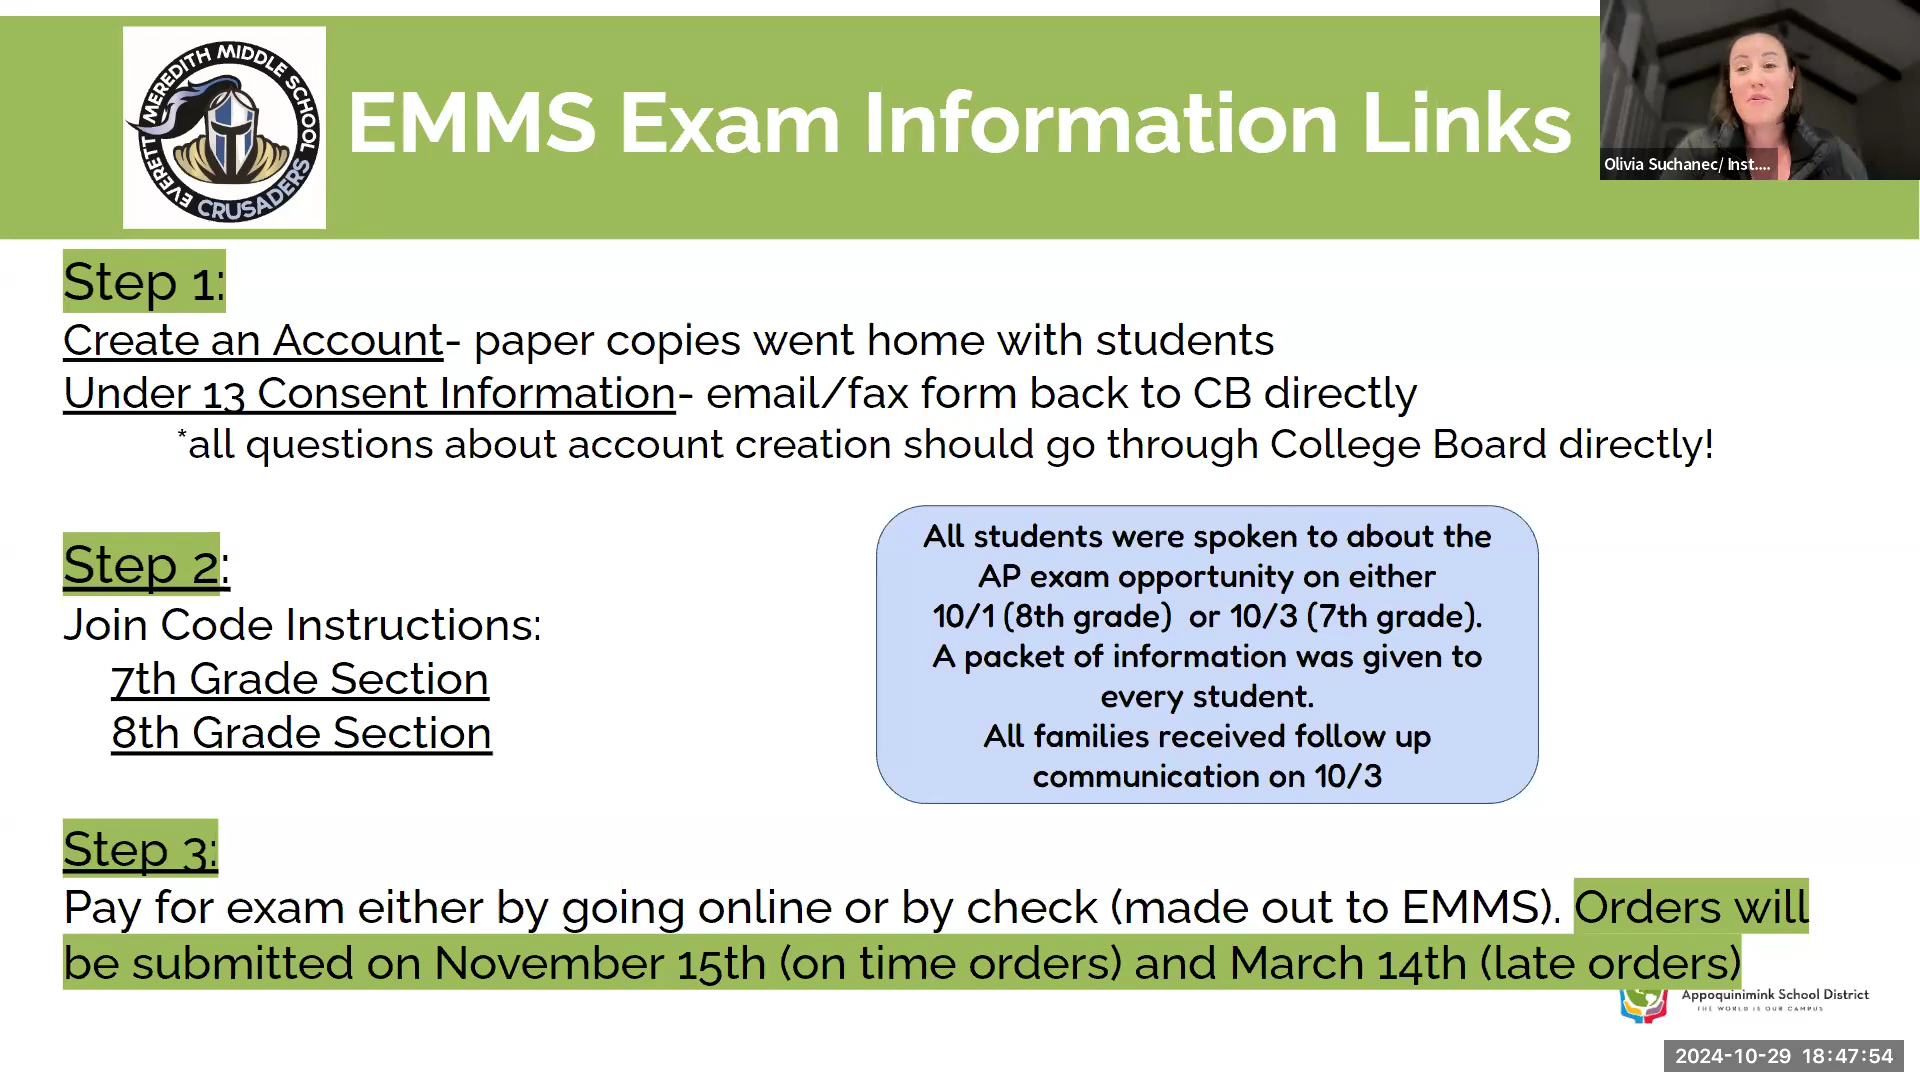 EVERETT MEREDITH MIDDLE SCHOOL
CRUSADERS
EMMS Exam Information Links
Olivia Suchanec/ Inst....
Step 1:
Create an Account- paper copies went home with students
Under 13 Consent Information- email/fax form back to CB directly
*all questions about account creation should go through College Board directly!
Step 2:
Join Code Instructions:
7th Grade Section
8th Grade Section
All students were spoken to about the
AP exam opportunity on either
10/1 (8th grade) or 10/3 (7th grade).
A packet of information was given to
every student.
All families received follow up
communication on 10/3
Step 3:
Pay for exam either by going online or by check (made out to EMMS). Orders will
be submitted on November 15th (on time orders) and March 14th (late orders)
Appoquinimink School District
THE WORLD IS OUR CAMPUS
2024-10-29 18:47:54